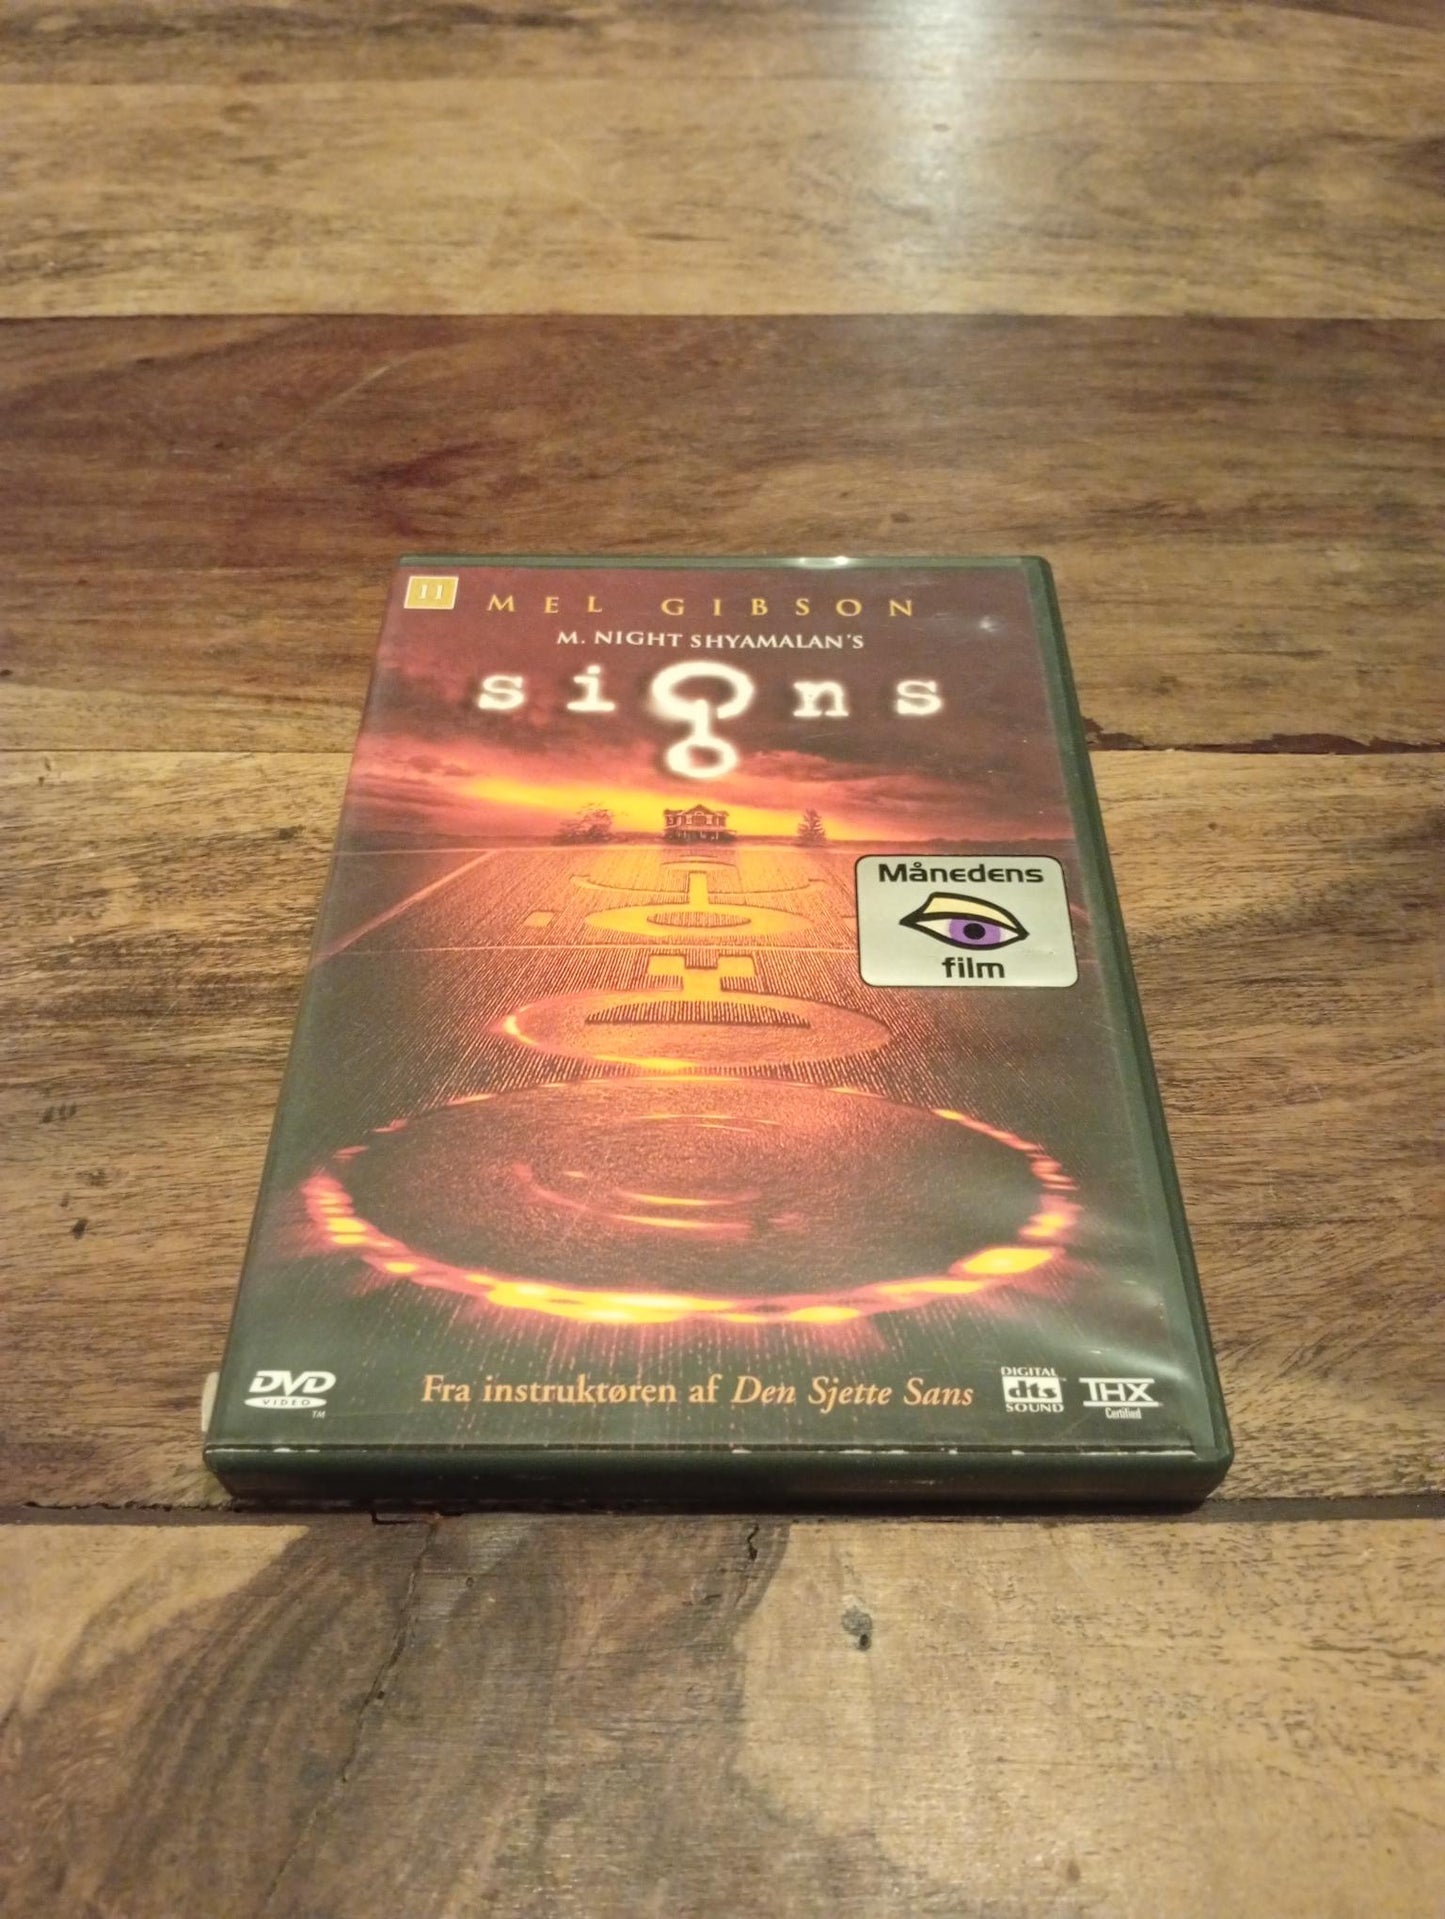 11
MEL GIBSON
M. NIGHT SHYAMALAN'S
signs
Månedens
film
DVD
VIDEO
TM
Fra instruktøren af Den Sjette Sans
DIGITAL
dts
SOUND
THX
Certified